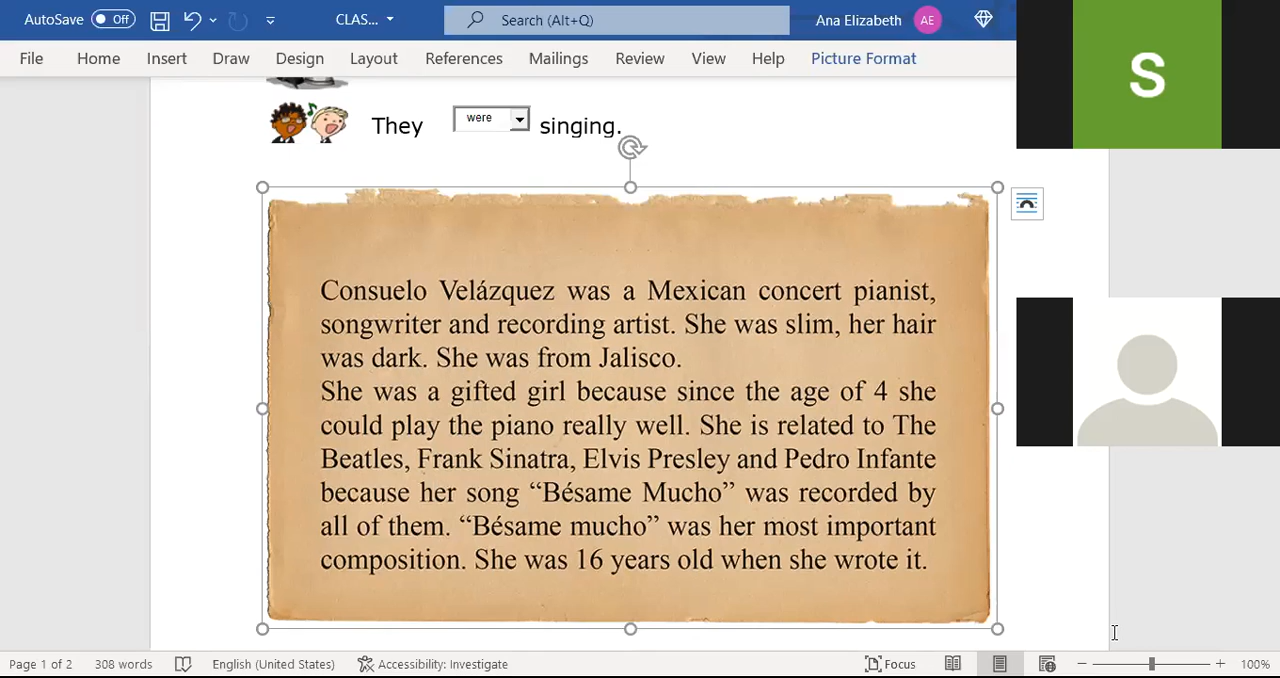 AutoSave Off CLAS... Search (Alt+Q) Ana Elizabeth AE
File Home Insert Draw Design Layout References Mailings Review View Help Picture Format
S
They were singing.
Consuelo Velázquez was a Mexican concert pianist,
songwriter and recording artist. She was slim, her hair
was dark. She was from Jalisco.
She was a gifted girl because since the age of 4 she
could play the piano really well. She is related to The
Beatles, Frank Sinatra, Elvis Presley and Pedro Infante
because her song “Bésame Mucho” was recorded by
all of them. “Bésame mucho” was her most important
composition. She was 16 years old when she wrote it.
Page 1 of 2 308 words English (United States) Accessibility: Investigate Focus 100%